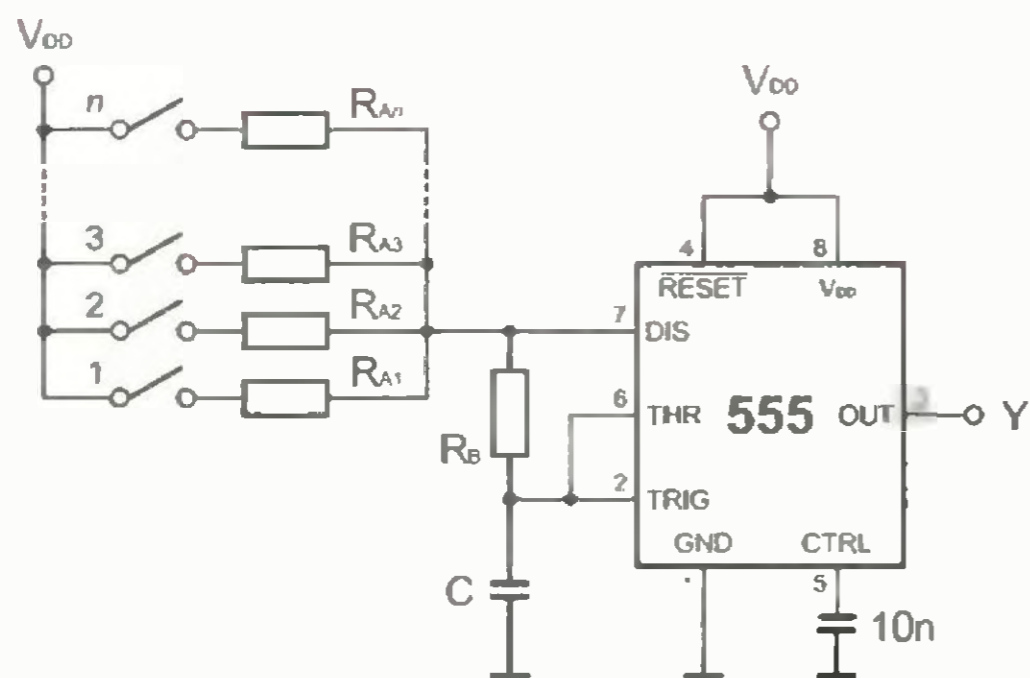 VDD
n
RAn
VDD
3
RA3
4
8
RESET
VDD
2
RA2
7
DIS
1
RA1
6
THR
555
OUT
Y
RB
2
TRIG
GND
CTRL
C
5
10n